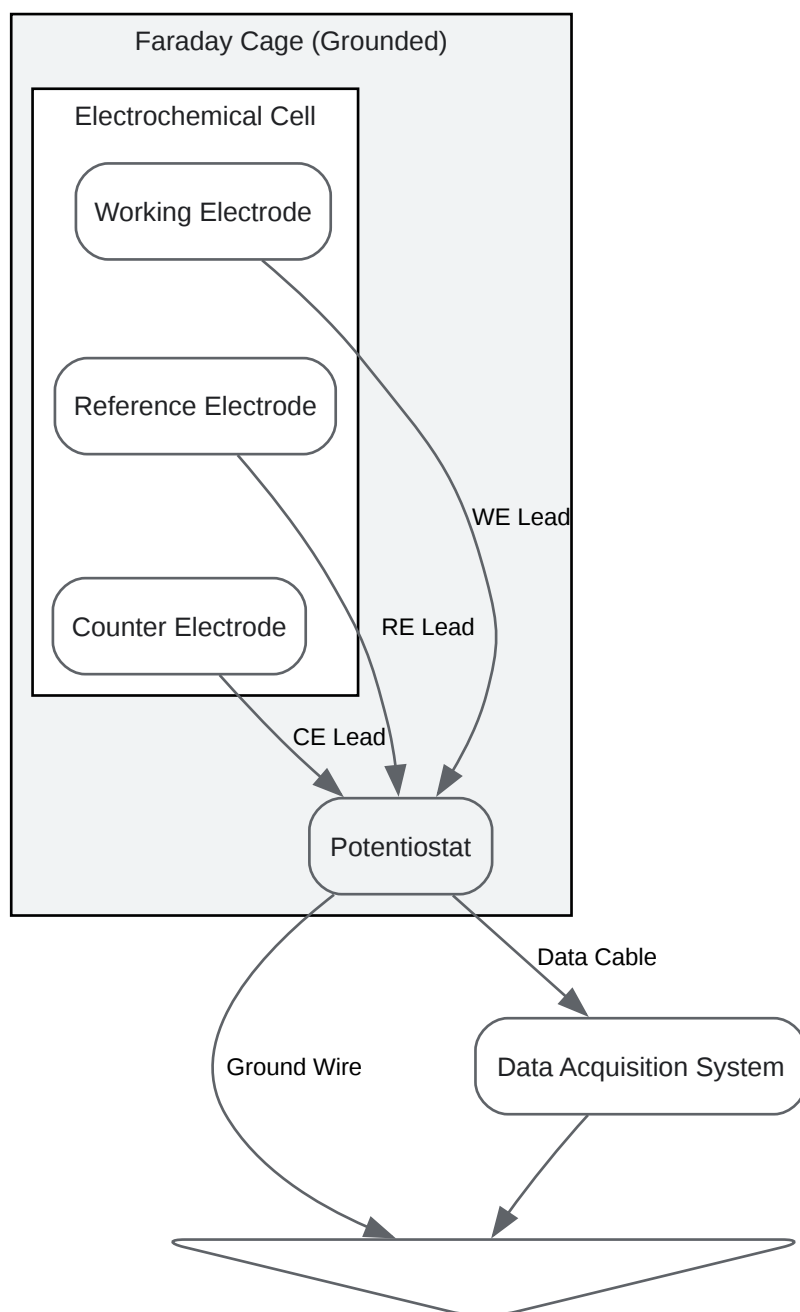 Faraday Cage (Grounded)
Electrochemical Cell
Working Electrode
Reference Electrode
WE Lead
Counter Electrode
RE Lead
CE Lead
Potentiostat
Data Cable
Ground Wire
Data Acquisition System